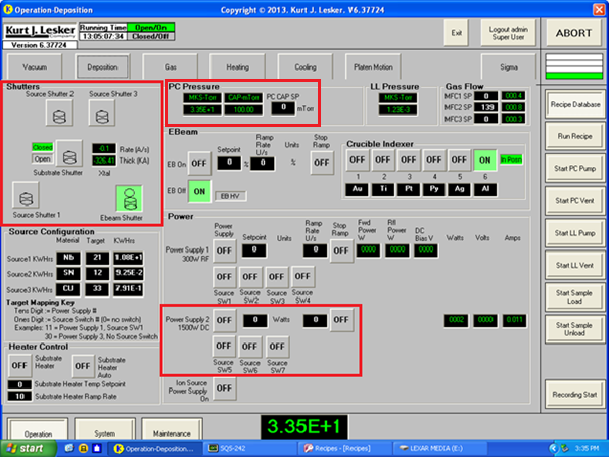 Operation-Deposition
Copyright © 2013. Kurt J. Lesker. V6.37724
Kurt J. Lesker Company
Version 6.37724
Running Time
13:05:07:34
Open/On
Closed/Off
Exit
Logout admin
Super User
ABORT
Vacuum
Deposition
Gas
Heating
Cooling
Platen Motion
Sigma
Shutters
Source Shutter 2
Source Shutter 3
Closed
Open
Substrate Shutter
-0.1 Rate (A/s)
-326.41 Thick (KA)
Xtal
Source Shutter 1
Ebeam Shutter
PC Pressure
MKS-Torr
CAP-mTorr
PC CAP SP
3.35E+1
100.00
0
mTorr
LL Pressure
MKS-Torr
1.23E-3
Gas Flow
MFC1 SP 0 000.4
MFC2 SP 139 000.6
MFC3 SP 0 000.3
EBeam
EB On
OFF
Setpoint
0
%
Ramp
Rate
U/s
0
Units
%
Stop
Ramp
OFF
EB Off
ON
EB HV
Crucible Indexer
OFF OFF OFF OFF OFF ON
In Posn
1 2 3 4 5 6
Au Ti Pt Py Ag Al
Source Configuration
Material Target KWHrs
Source1 KWHrs Nb 21 1.08E+1
Source2 KWHrs SN 12 9.25E-2
Source3 KWHrs CU 33 7.91E-1
Target Mapping Key
Tens Digit := Power Supply #
Ones Digit := Source Switch # (0= no switch)
Examples: 11 = Power Supply 1, Source SW1
30 = Power Supply 3, No Source Switch
Heater Control
OFF
Substrate
Heater
OFF
Substrate
Heater
Auto
0 Substrate Heater Temp Setpoint
10 Substrate Heater Ramp Rate
Power
Power
Supply
Setpoint
Units
Ramp
Rate
U/s
Stop
Ramp
Fwd
Power
W
Rfl
Power
W
DC
Bias V
Watts
Volts
Amps
Power Supply 1
300W RF
OFF
0
0
OFF
0000 0000 0000
OFF OFF OFF OFF
Source
SW1
Source
SW2
Source
SW3
Source
SW4
Power Supply 2
1500W DC
OFF
0
Watts
0
OFF
0002 0000 0.011
OFF OFF OFF
Source
SW5
Source
SW6
Source
SW7
Ion Source
Power Supply
On
OFF
Recipe Database
Run Recipe
Start PC Pump
Start PC Vent
Start LL Pump
Start LL Vent
Start Sample
Load
Start Sample
Unload
Recording Start
Operation
System
Maintenance
3.35E+1
start
Operation-Deposition...
SQS-242
Recipes - [Recipes]
LEXAR MEDIA (E:)
3:35 PM